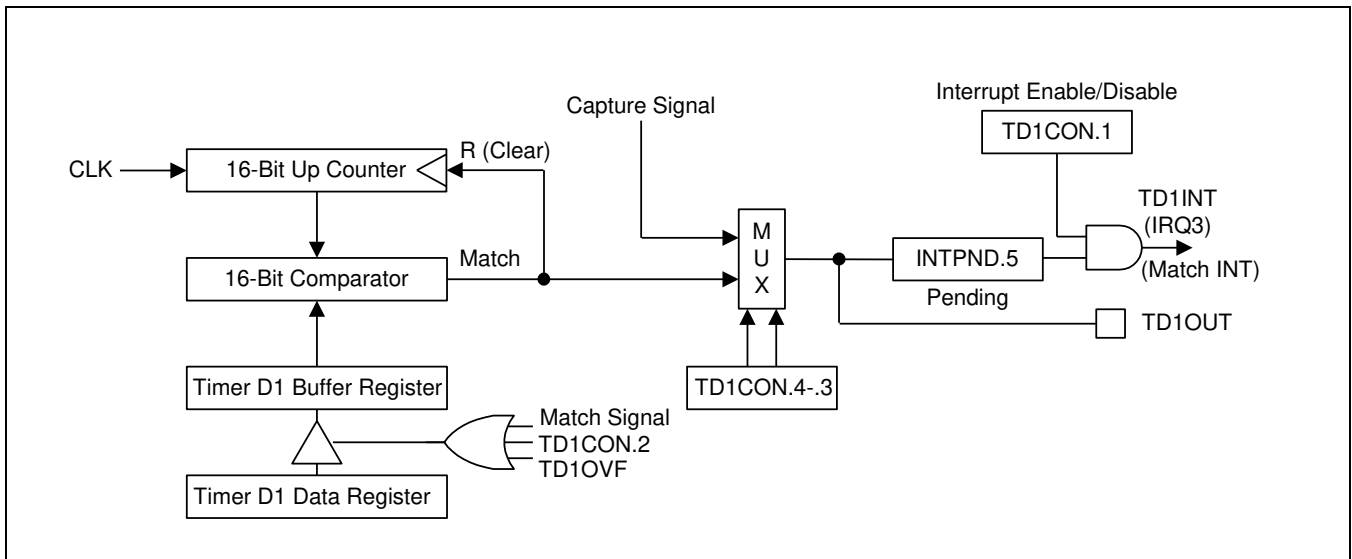 Interrupt Enable/Disable
Capture Signal
TD1CON.1
R (Clear)
CLK
16-Bit Up Counter
TD1INT
(IRQ3)
M
U
X
Match
16-Bit Comparator
INTPND.5
(Match INT)
Pending
TD1OUT
Timer D1 Buffer Register
TD1CON.4-.3
Match Signal
TD1CON.2
TD1OVF
Timer D1 Data Register